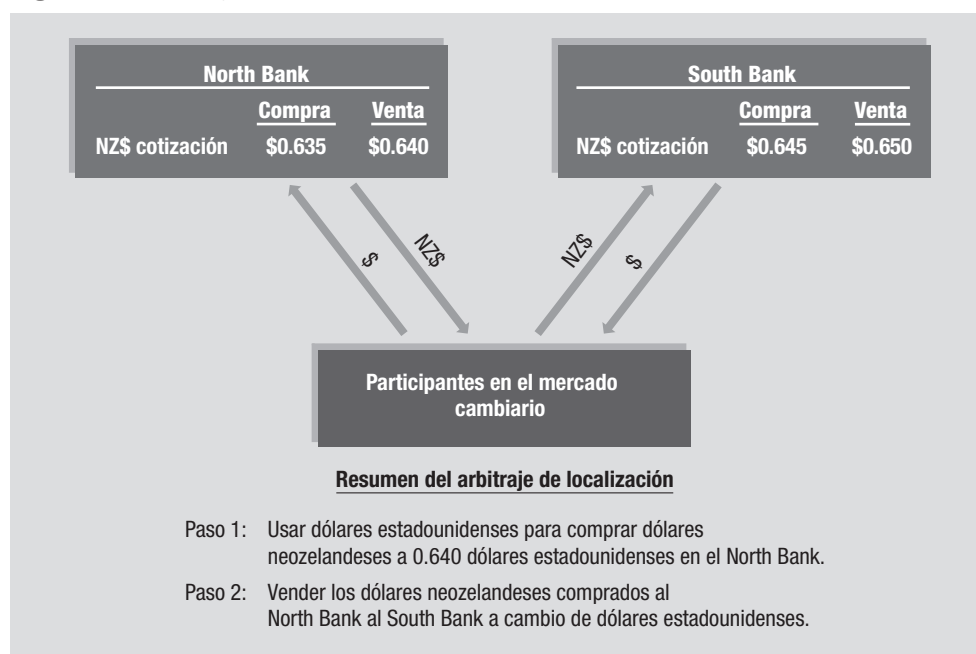 North Bank
Compra Venta
NZ$ cotización $0.635 $0.640
South Bank
Compra Venta
NZ$ cotización $0.645 $0.650
$
NZ$
NZ$
$
Participantes en el mercado
cambiario
Resumen del arbitraje de localización
Paso 1: Usar dólares estadounidenses para comprar dólares
neozelandeses a 0.640 dólares estadounidenses en el North Bank.
Paso 2: Vender los dólares neozelandeses comprados al
North Bank al South Bank a cambio de dólares estadounidenses.